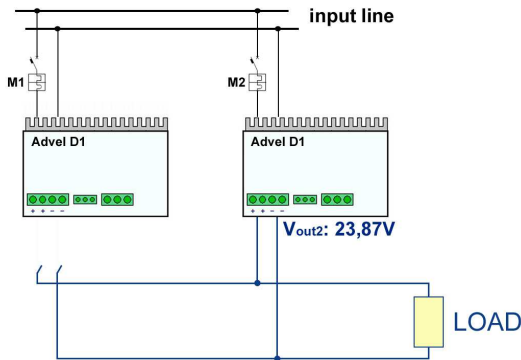 input line
M1
M2
Advel D1
Advel D1
+ + − −
+ + − −
Vout2: 23,87V
LOAD